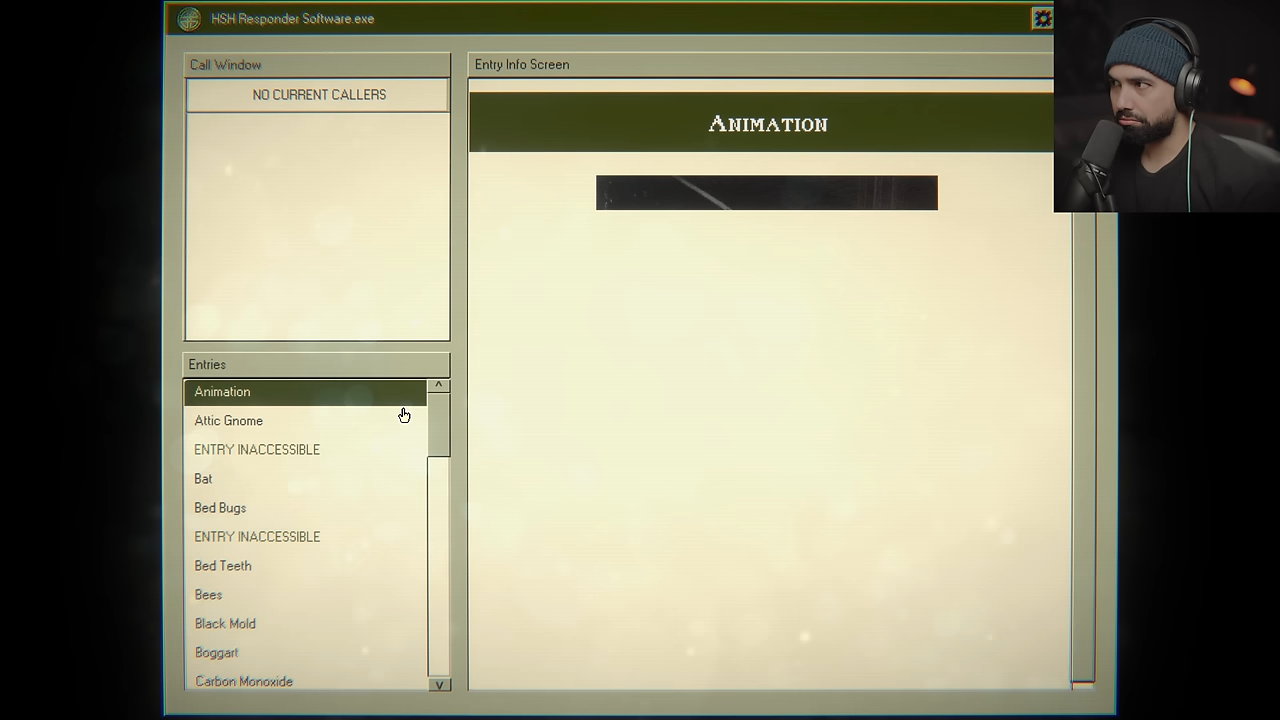 HSH Responder Software.exe
Call Window
NO CURRENT CALLERS
Entries
Animation
Attic Gnome
ENTRY INACCESSIBLE
Bat
Bed Bugs
ENTRY INACCESSIBLE
Bed Teeth
Bees
Black Mold
Boggart
Carbon Monoxide
Entry Info Screen
ANIMATION